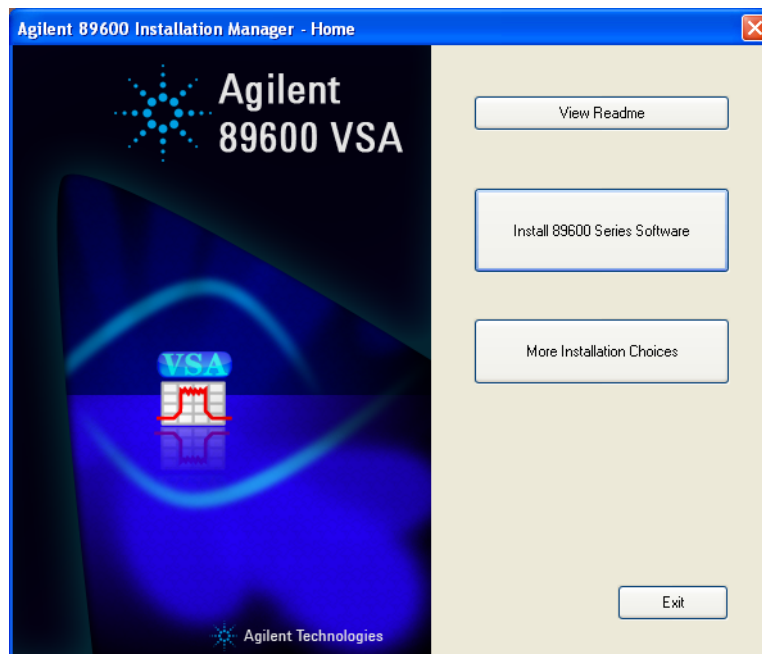 Agilent 89600 Installation Manager - Home
Agilent
89600 VSA
View Readme
Install 89600 Series Software
More Installation Choices
VSA
Exit
Agilent Technologies